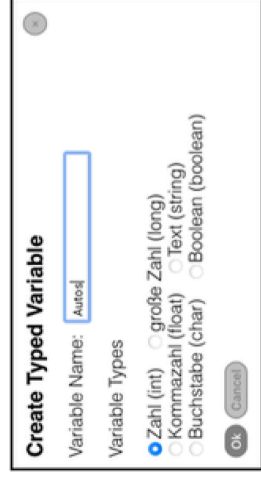 Create Typed Variable
×
Variable Name: Autos
Variable Types
Zahl (int) große Zahl (long)
Kommazahl (float) Text (string)
Buchstabe (char) Boolean (boolean)
Ok Cancel